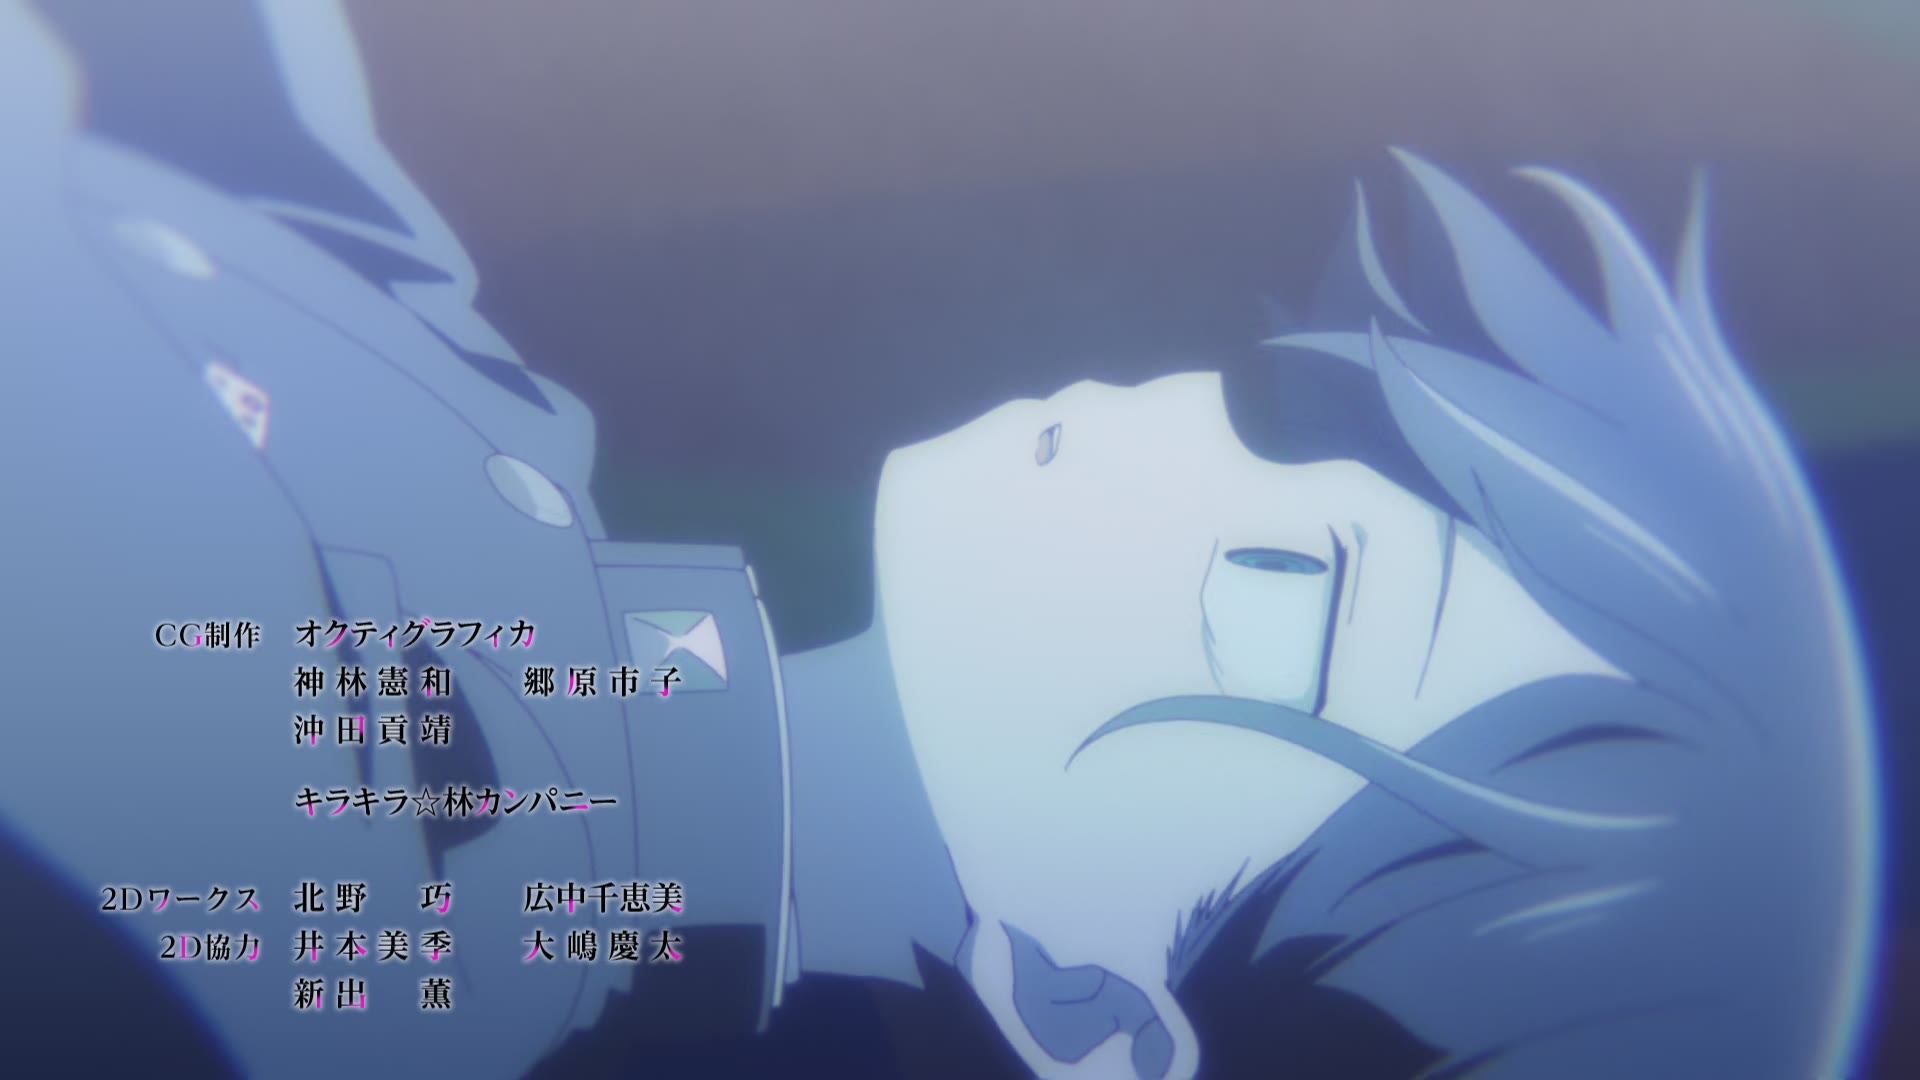 CG制作 オクティグラフィカ
神林憲和 郷原市子
沖田貢靖
キラキラ☆林カンパニー
2Dワークス 北野 巧 広中千恵美
2D協力 井本美季 大嶋慶太
新出 薫